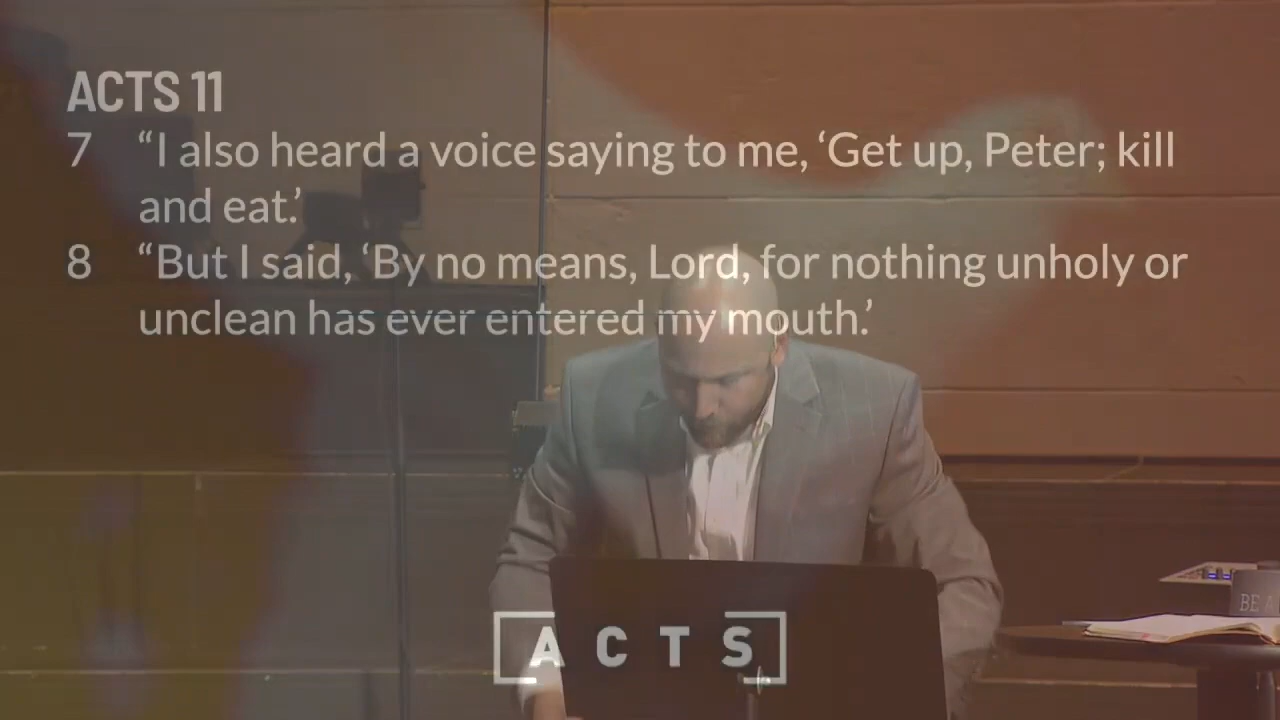 ACTS 11
7 “I also heard a voice saying to me, ‘Get up, Peter; kill
and eat.’
8 “But I said, ‘By no means, Lord, for nothing unholy or
unclean has ever entered my mouth.’
BE
ACTS